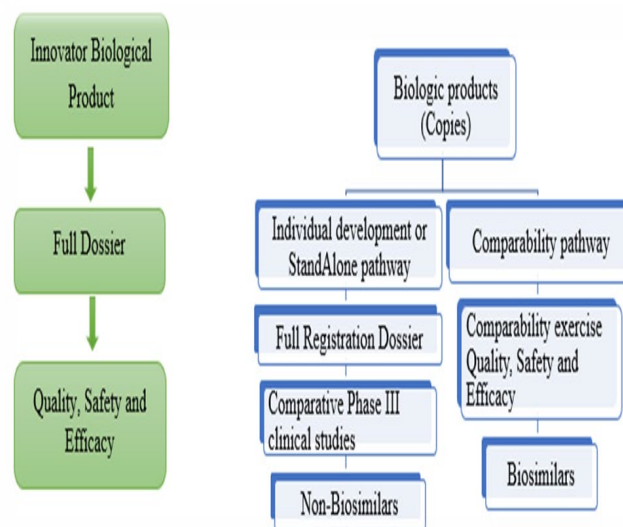 Innovator Biological
Product
Full Dossier
Quality, Safety and
Efficacy
Biologic products
(Copies)
Individual development or
StandAlone pathway
Full Registration Dossier
Comparative Phase III
clinical studies
Non-Biosimilars
Comparability pathway
Comparability exercise
Quality, Safety and
Efficacy
Biosimilars